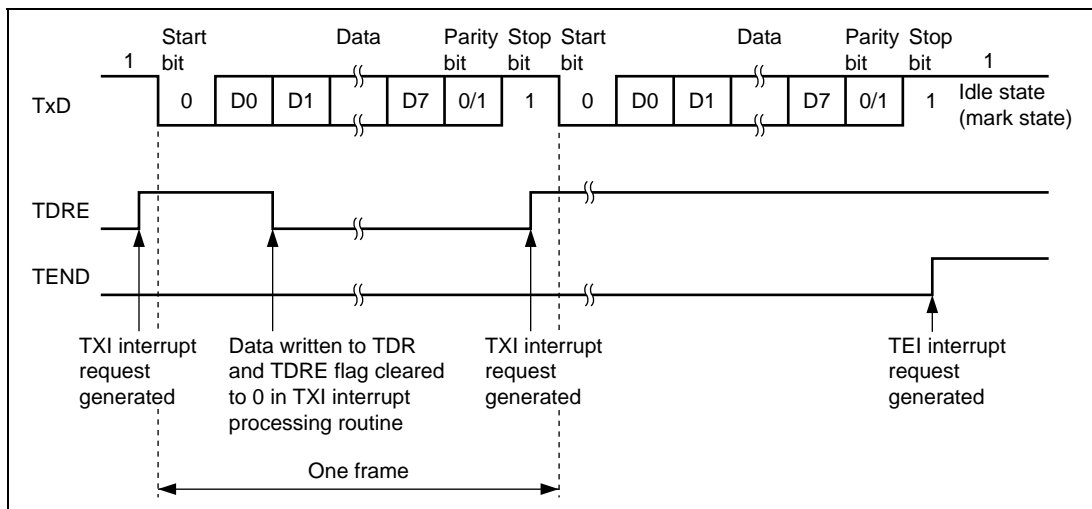 Start bit
Data
Parity bit
Stop bit
Start bit
Data
Parity bit
Stop bit
1
1
TxD
0
D0
D1
D7
0/1
1
0
D0
D1
D7
0/1
1
Idle state
(mark state)
TDRE
TEND
TXI interrupt
request
generated
Data written to TDR
and TDRE flag cleared
to 0 in TXI interrupt
processing routine
TXI interrupt
request
generated
TEI interrupt
request
generated
One frame